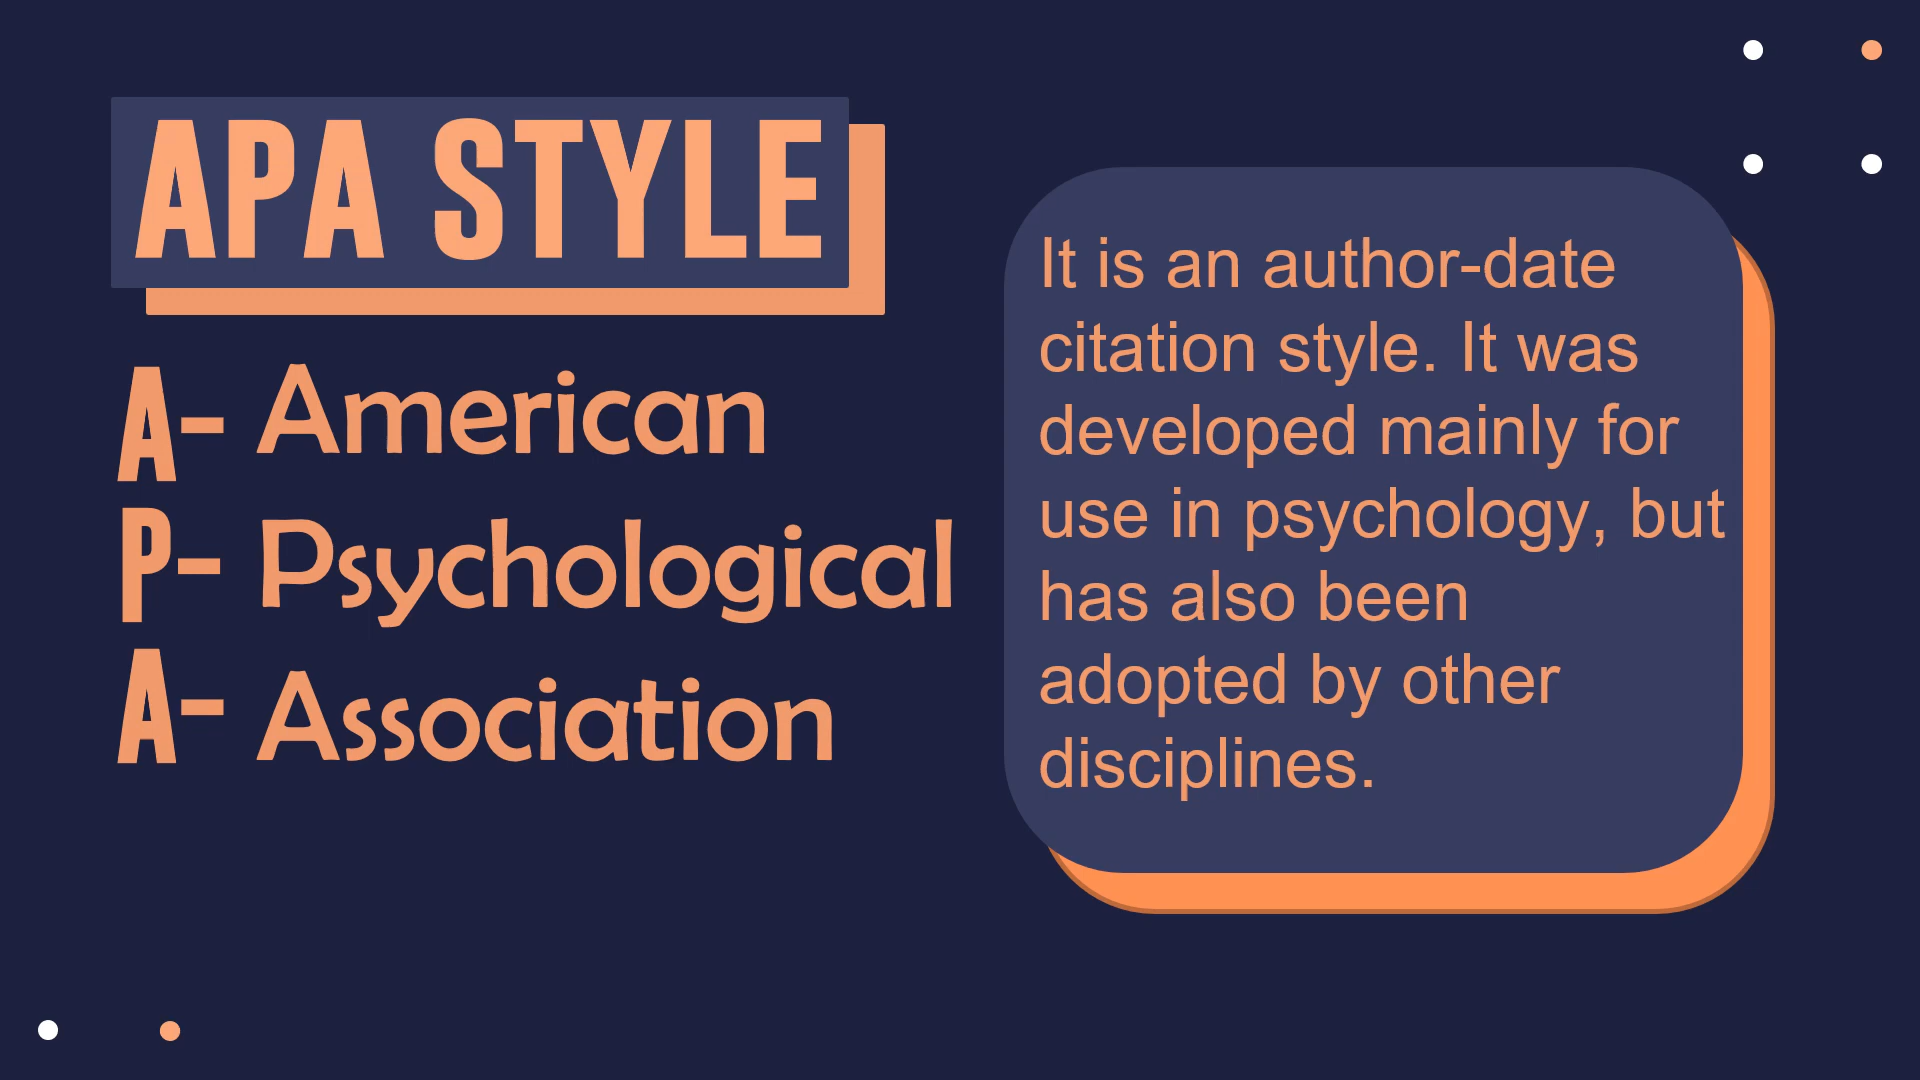 APA STYLE
A- American
P- Psychological
A- Association
It is an author-date
citation style. It was
developed mainly for
use in psychology, but
has also been
adopted by other
disciplines.